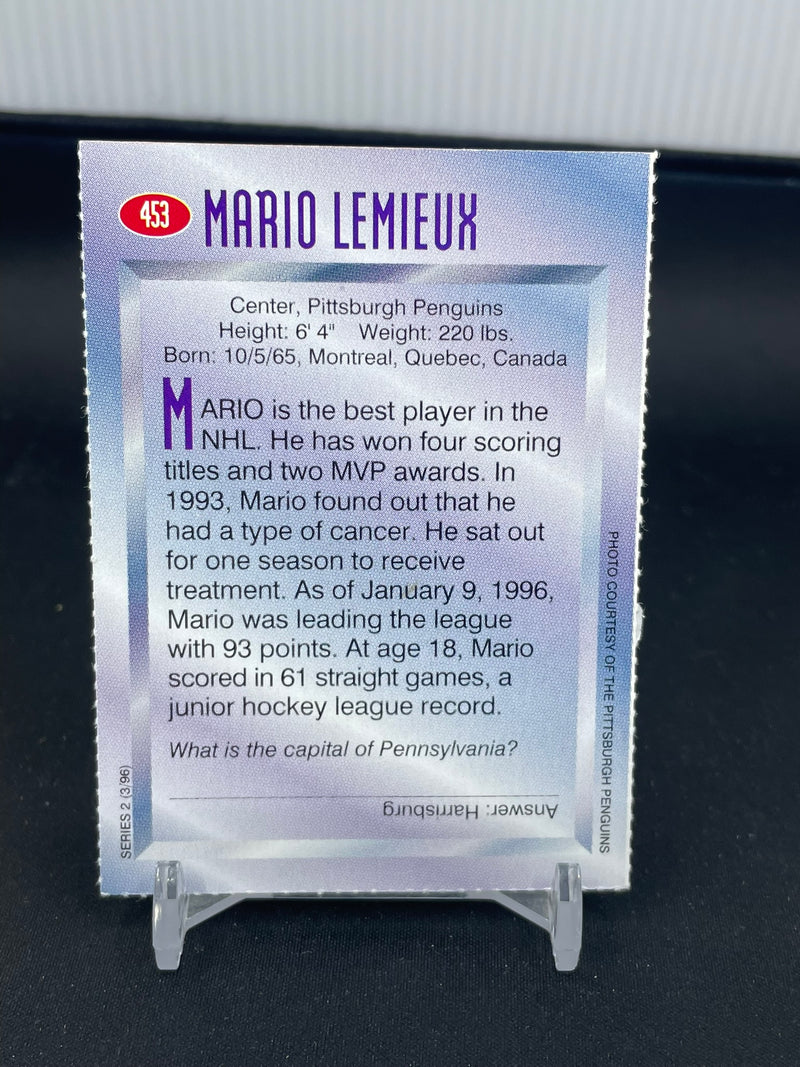 453 MARIO LEMIEUX
Center, Pittsburgh Penguins
Height: 6' 4" Weight: 220 lbs.
Born: 10/5/65, Montreal, Quebec, Canada
MARIO is the best player in the
NHL. He has won four scoring
titles and two MVP awards. In
1993, Mario found out that he
had a type of cancer. He sat out
for one season to receive
treatment. As of January 9, 1996,
Mario was leading the league
with 93 points. At age 18, Mario
scored in 61 straight games, a
junior hockey league record.
What is the capital of Pennsylvania?
Answer: Harrisburg
SERIES 2 (3/96)
PHOTO COURTESY OF THE PITTSBURGH PENGUINS